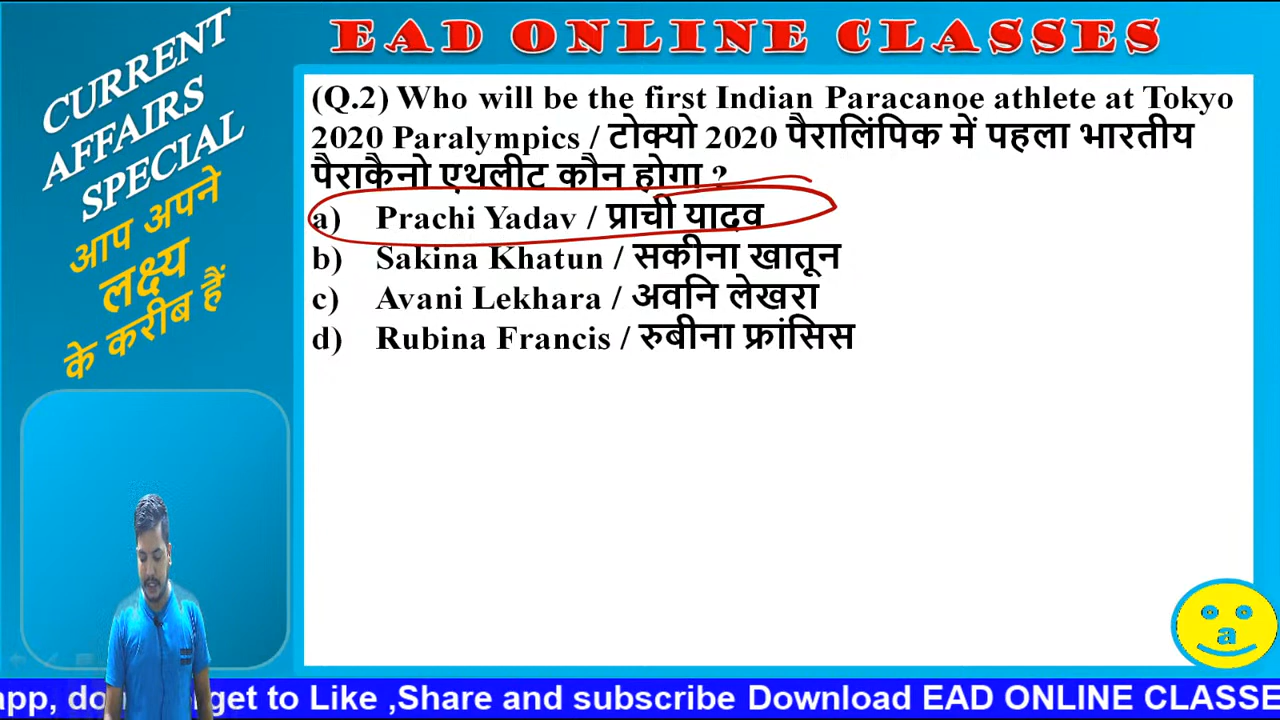 EAD ONLINE CLASSES
CURRENT
AFFAIRS
SPECIAL
आप अपने
लक्ष्य
के करीब हैं
(Q.2) Who will be the first Indian Paracanoe athlete at Tokyo
2020 Paralympics / टोक्यो 2020 पैरालिंपिक में पहला भारतीय
पैराकैनो एथलीट कौन होगा ?
a) Prachi Yadav / प्राची यादव
b) Sakina Khatun / सकीना खातून
c) Avani Lekhara / अवनि लेखरा
d) Rubina Francis / रुबीना फ्रांसिस
a
app, get to Like ,Share and subscribe Download EAD ONLINE CLASSE